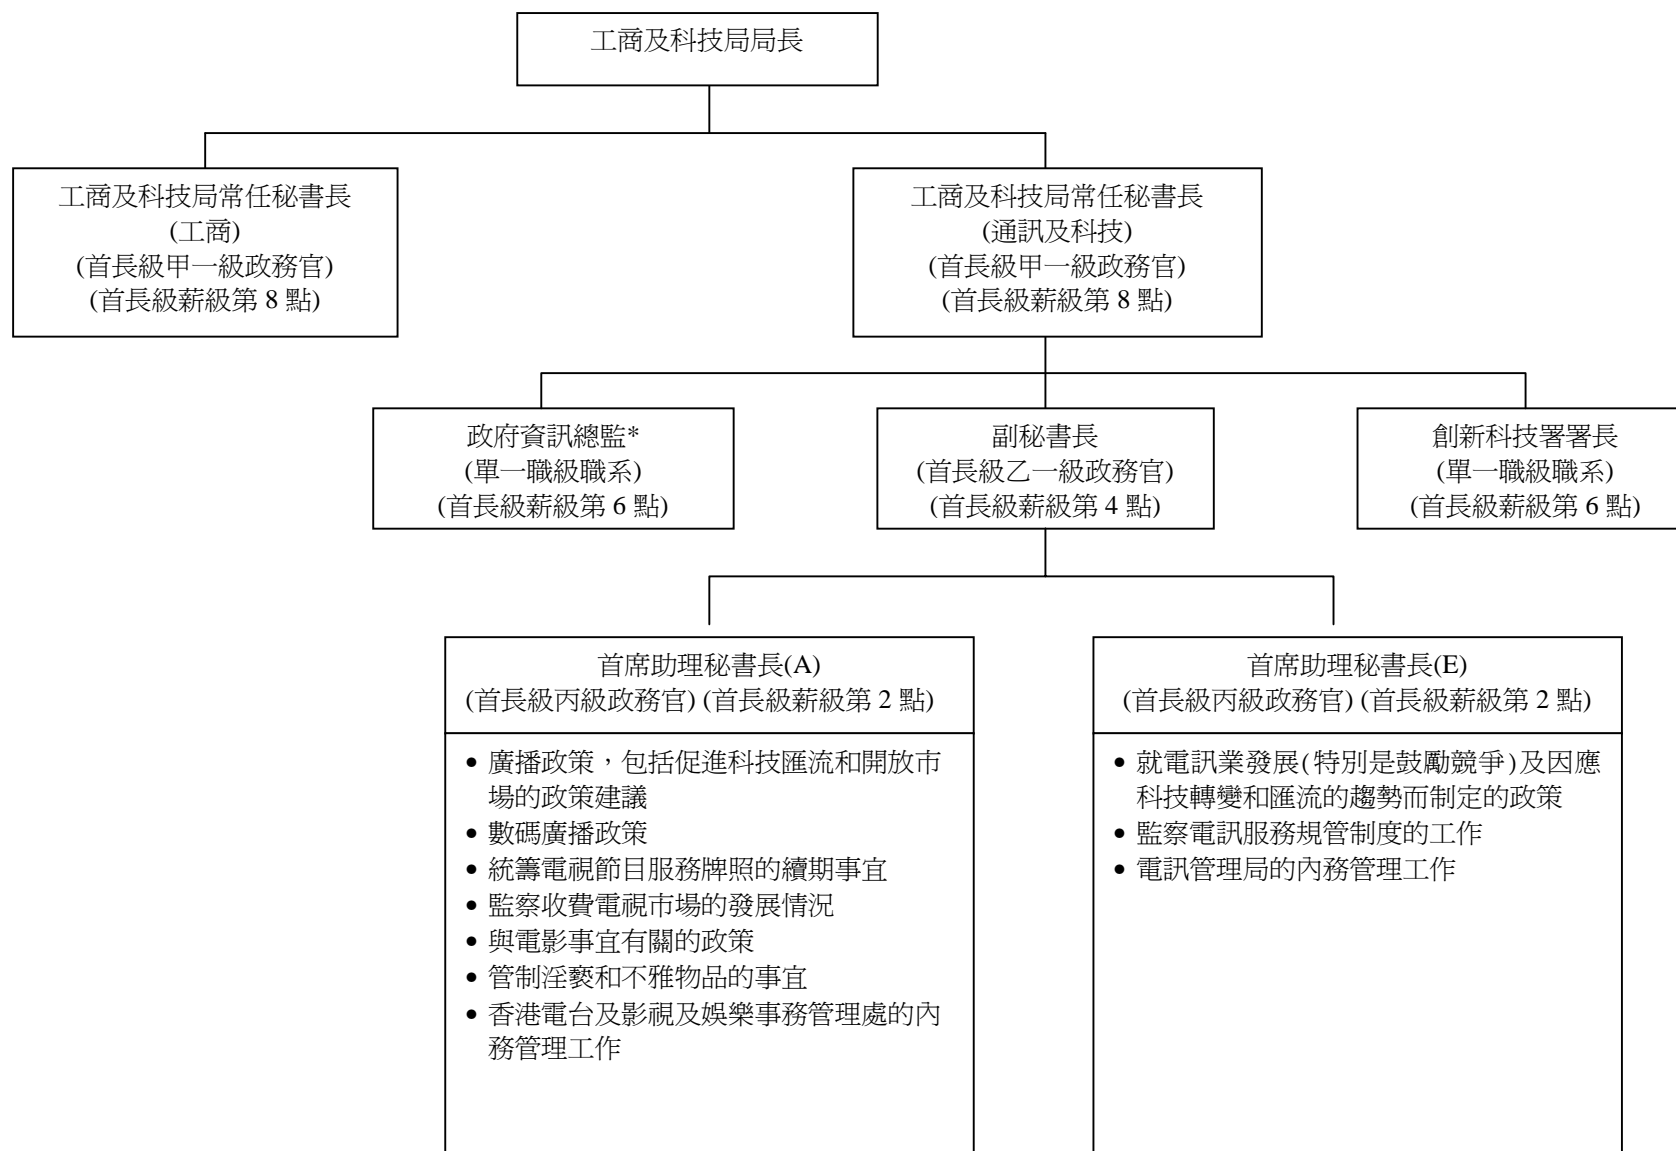 工商及科技局局長
工商及科技局常任秘書長
(工商)
(首長級甲一級政務官)
(首長級薪級第 8 點)
工商及科技局常任秘書長
(通訊及科技)
(首長級甲一級政務官)
(首長級薪級第 8 點)
政府資訊總監*
(單一職級職系)
(首長級薪級第 6 點)
副秘書長
(首長級乙一級政務官)
(首長級薪級第 4 點)
創新科技署署長
(單一職級職系)
(首長級薪級第 6 點)
首席助理秘書長(A)
(首長級丙級政務官) (首長級薪級第 2 點)
• 廣播政策，包括促進科技匯流和開放市
場的政策建議
• 數碼廣播政策
• 統籌電視節目服務牌照的續期事宜
• 監察收費電視市場的發展情況
• 與電影事宜有關的政策
• 管制淫褻和不雅物品的事宜
• 香港電台及影視及娛樂事務管理處的內
務管理工作
首席助理秘書長(E)
(首長級丙級政務官) (首長級薪級第 2 點)
• 就電訊業發展(特別是鼓勵競爭)及因應
科技轉變和匯流的趨勢而制定的政策
• 監察電訊服務規管制度的工作
• 電訊管理局的內務管理工作